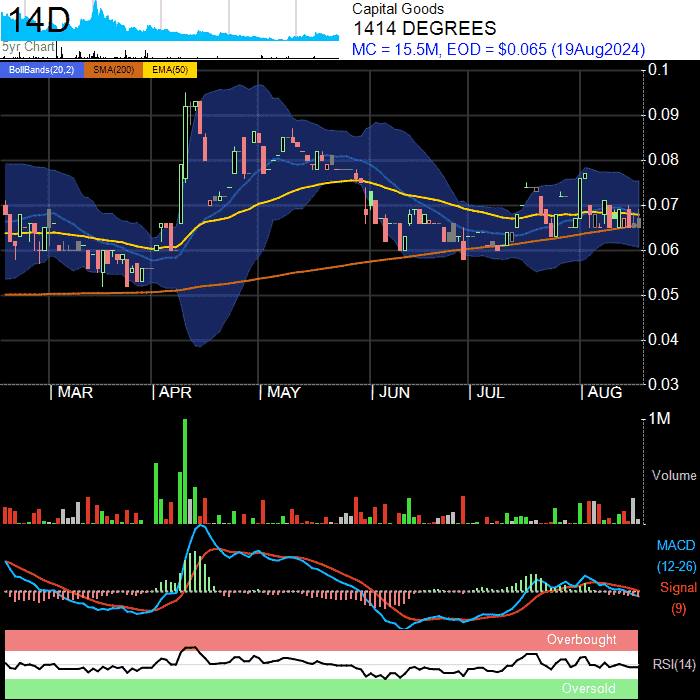 14D
5yr Chart
Capital Goods
1414 DEGREES
MC = 15.5M, EOD = $0.065 (19Aug2024)
BollBands(20,2) SMA(200) EMA(50)
0.1
0.09
0.08
0.07
0.06
0.05
0.04
0.03
MAR APR MAY JUN JUL AUG
1M
Volume
MACD
(12-26)
Signal
(9)
Overbought
RSI(14)
Oversold